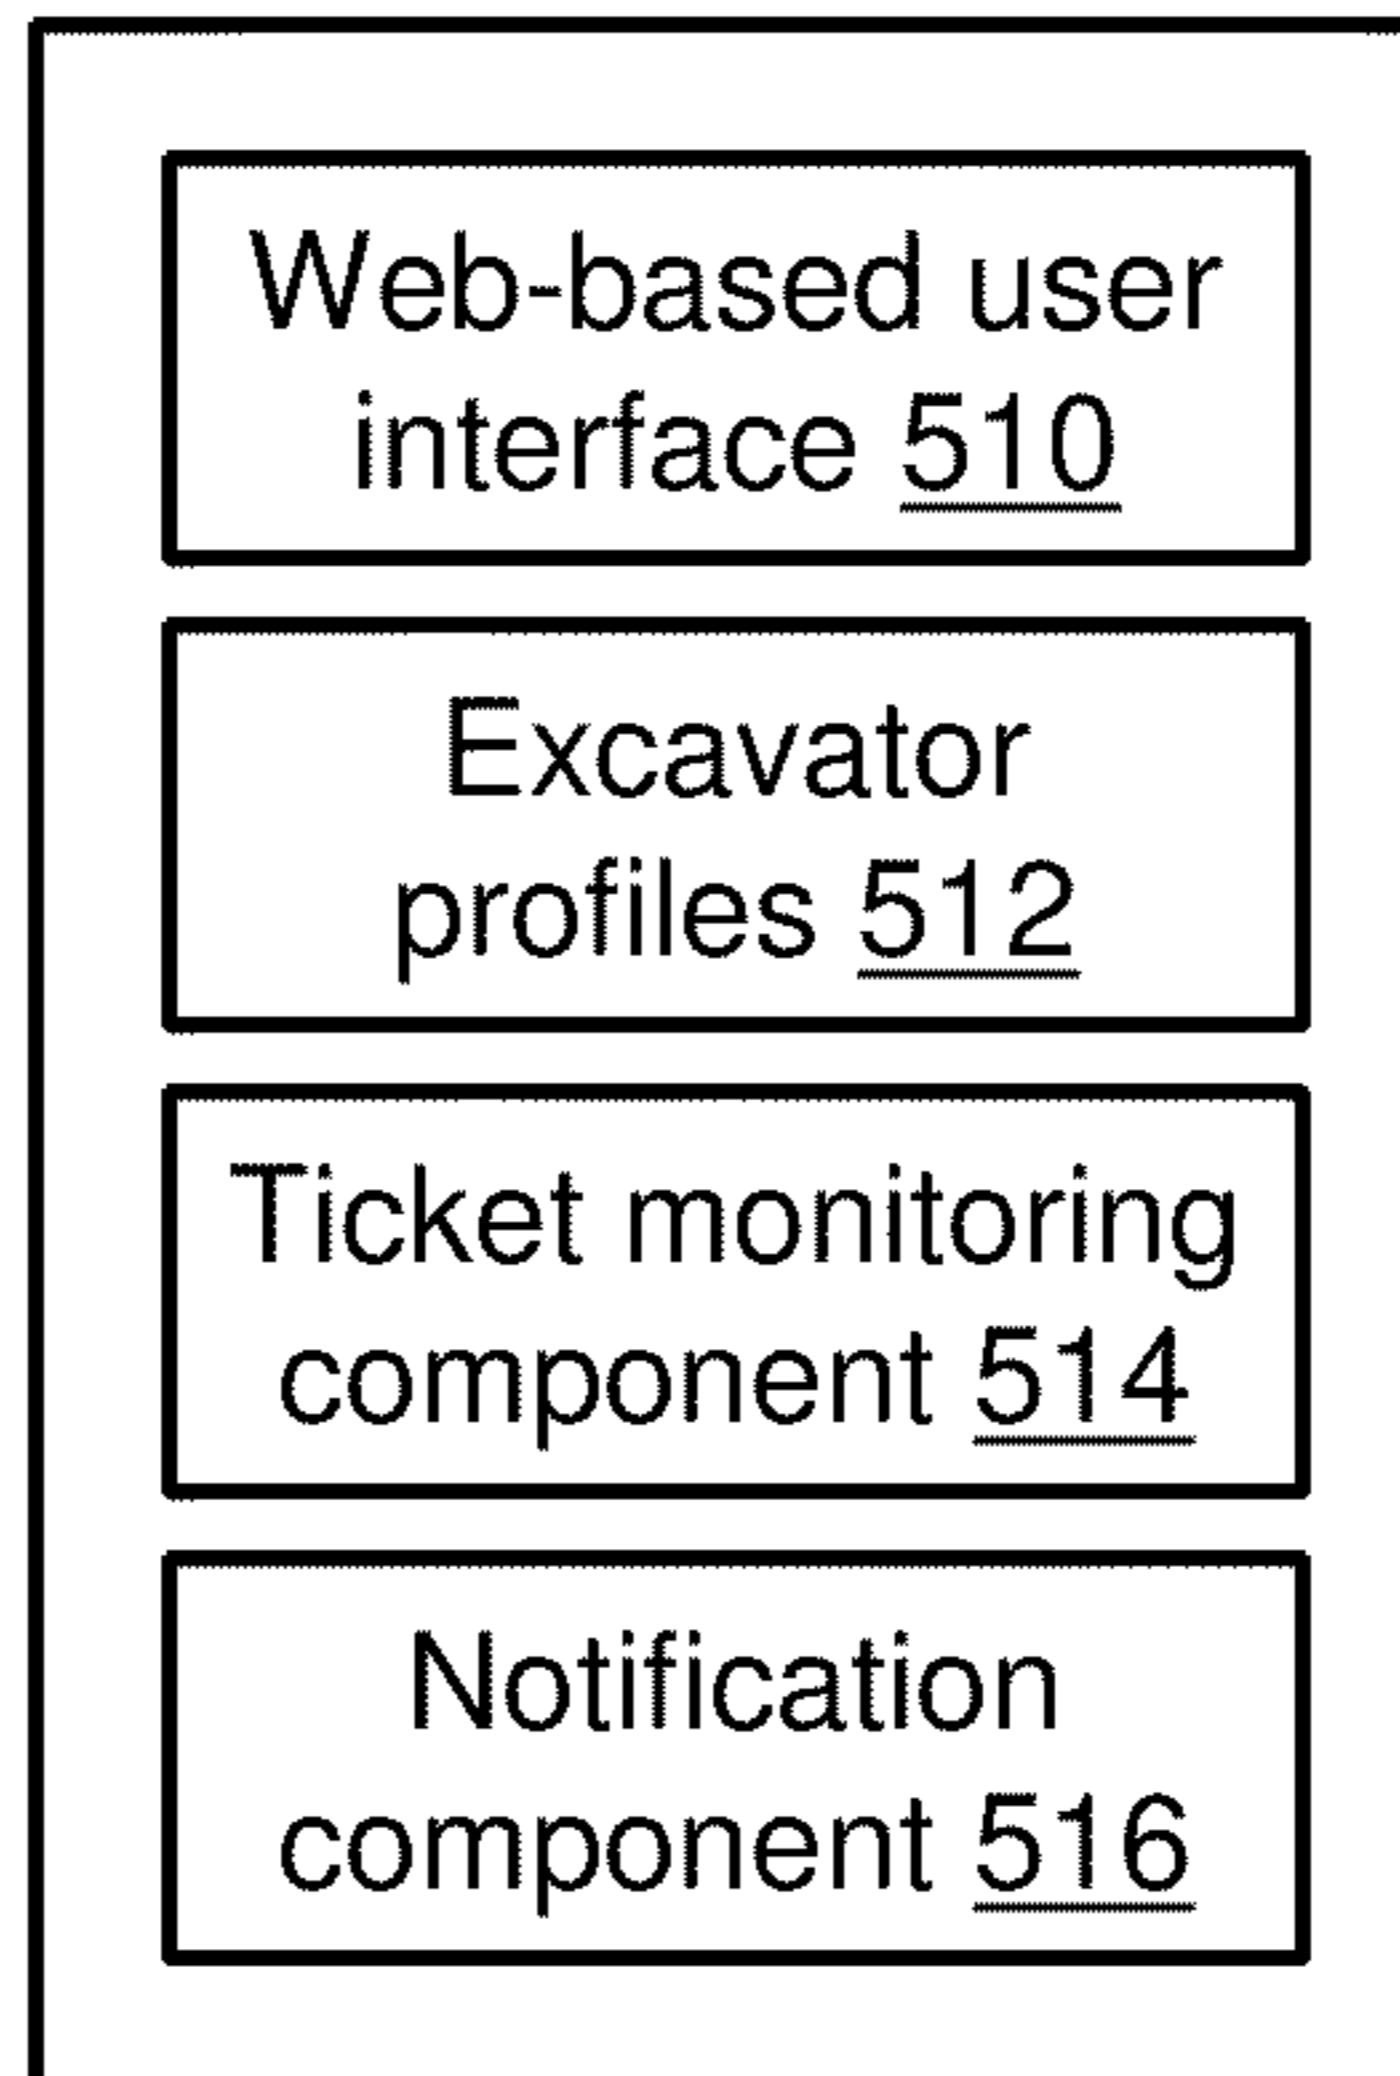 Web-based user
interface 510
Excavator
profiles 512
Ticket monitoring
component 514
Notification
component 516